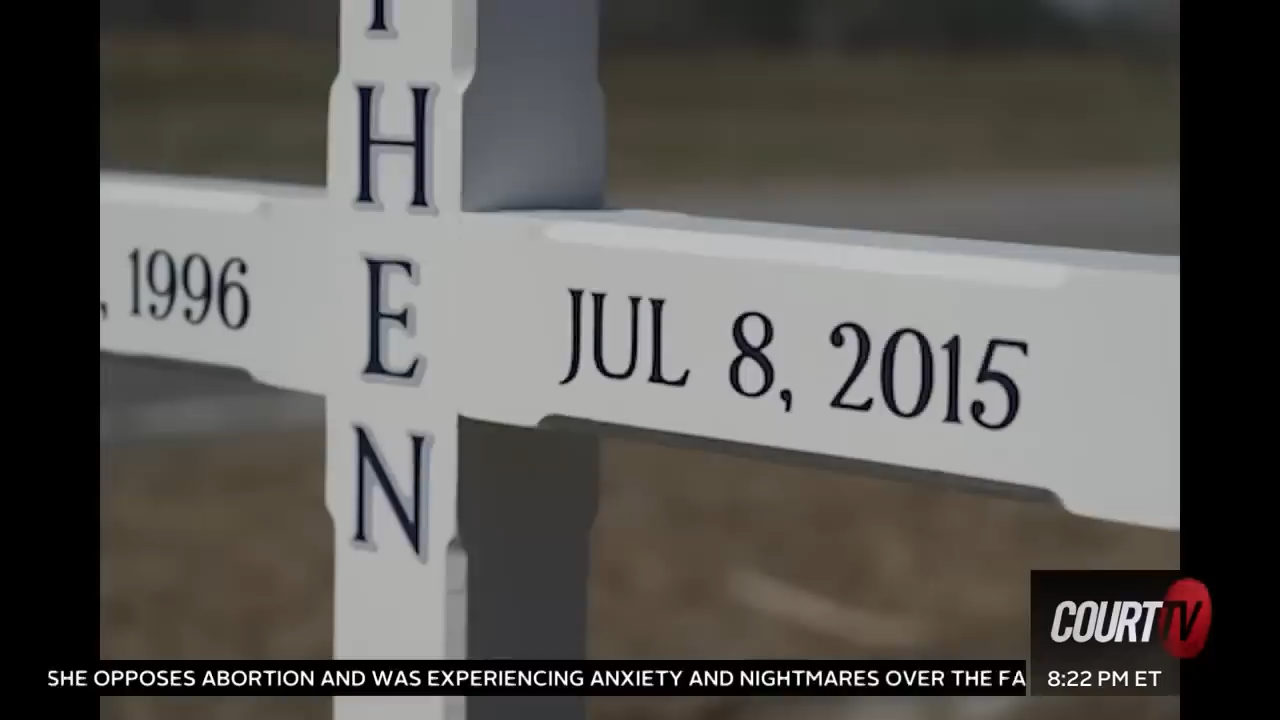 HEN
, 1996
JUL 8, 2015
COURT TV
SHE OPPOSES ABORTION AND WAS EXPERIENCING ANXIETY AND NIGHTMARES OVER THE FA
8:22 PM ET